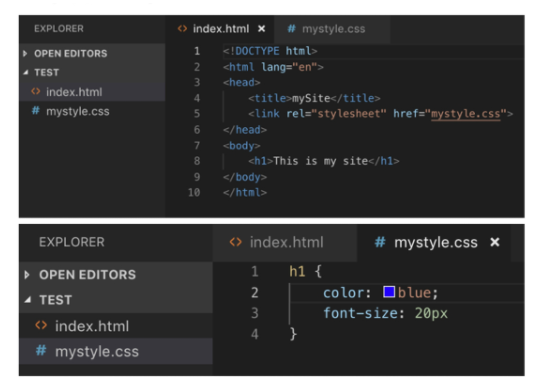 EXPLORER
OPEN EDITORS
TEST
<> index.html
# mystyle.css
<> index.html × # mystyle.css
1 <!DOCTYPE html>
2 <html lang="en">
3 <head>
4 <title>mySite</title>
5 <link rel="stylesheet" href="mystyle.css">
6 </head>
7 <body>
8 <h1>This is my site</h1>
9 </body>
10 </html>
EXPLORER
OPEN EDITORS
TEST
<> index.html
# mystyle.css
<> index.html # mystyle.css ×
1 h1 {
2 color: blue;
3 font-size: 20px
4 }